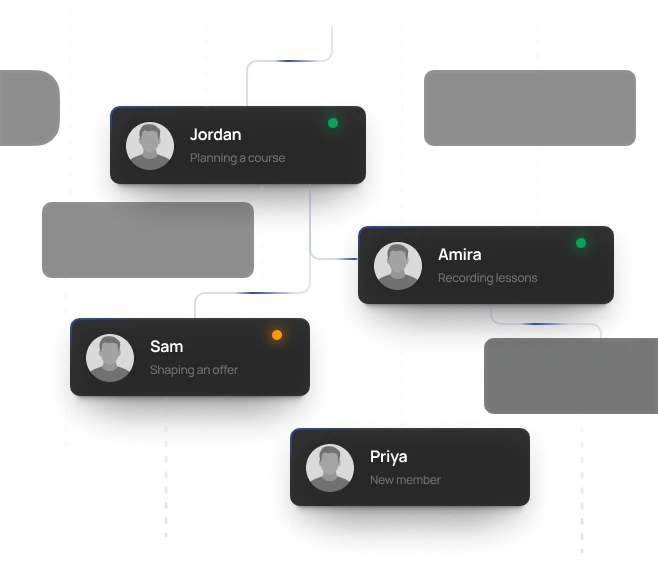 Jordan
Planning a course
Amira
Recording lessons
Sam
Shaping an offer
Priya
New member